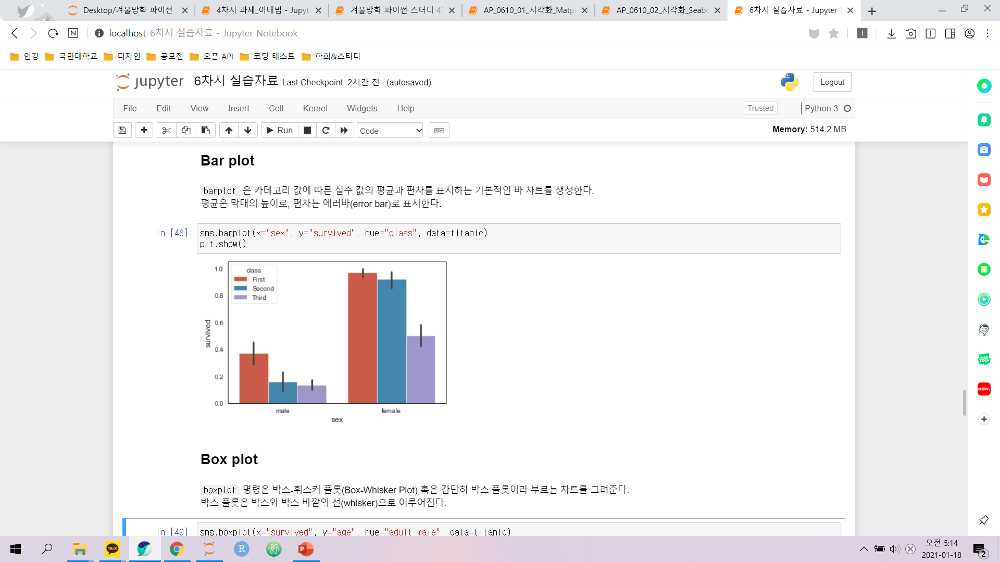 Desktop/겨울방학 파이썬
4차시 과제_이태범 - Jupyt
겨울방학 파이썬 스터디 4
AP_0610_01_시각화_Matpl
AP_0610_02_시각화_Seabo
6차시 실습자료 - Jupyter
N localhost 6차시 실습자료 - Jupyter Notebook
인강 국민대학교 디자인 공모전 오픈 API 코딩 테스트 학회&스터디
jupyter 6차시 실습자료 Last Checkpoint: 2시간 전 (autosaved)
Logout
File Edit View Insert Cell Kernel Widgets Help
Trusted
Python 3
Run
Code
Memory: 514.2 MB
Bar plot
barplot 은 카테고리 값에 따른 실수 값의 평균과 편차를 표시하는 기본적인 바 차트를 생성한다.
평균은 막대의 높이로, 편차는 에러바(error bar)로 표시한다.
In [48]: sns.barplot(x="sex", y="survived", hue="class", data=titanic)
plt.show()
1.0
0.8
0.6
0.4
0.2
0.0
survived
class
First
Second
Third
male female
sex
Box plot
boxplot 명령은 박스-휘스커 플롯(Box-Whisker Plot) 혹은 간단히 박스 플롯이라 부르는 차트를 그려준다.
박스 플롯은 박스와 박스 바깥의 선(whisker)으로 이루어진다.
In [49]: sns.boxplot(x="survived", y="age", hue="adult_male", data=titanic)
WEB
TOON
NOW.
TALK
R
P
오전 5:14
2021-01-18
2